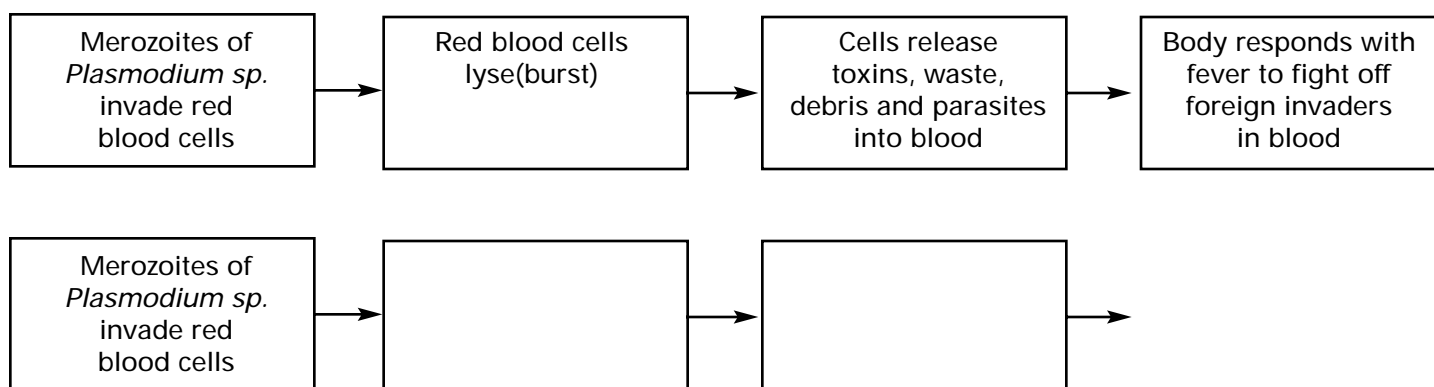 Merozoites of
Plasmodium sp.
invade red
blood cells
Red blood cells
lyse(burst)
Cells release
toxins, waste,
debris and parasites
into blood
Body responds with
fever to fight off
foreign invaders
in blood
Merozoites of
Plasmodium sp.
invade red
blood cells